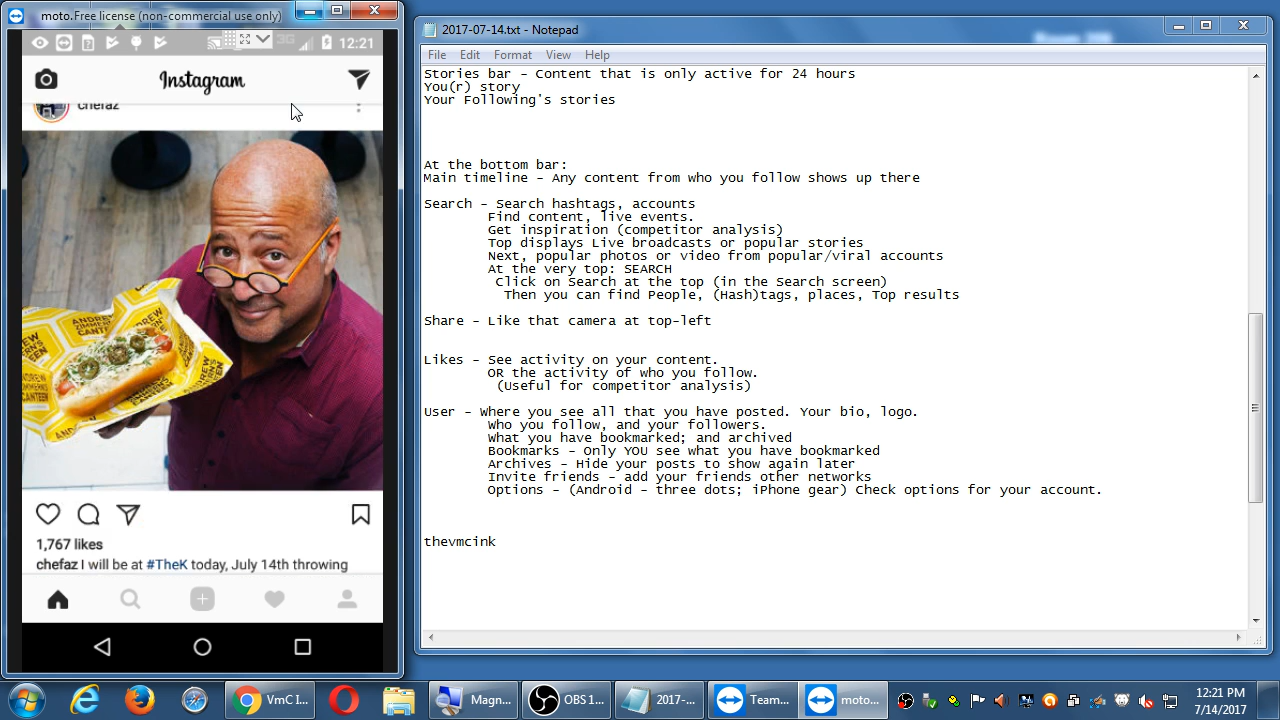 moto.Free license (non-commercial use only)
3G
12:21
Instagram
chefaz
ANDREW ZIMMERN'S CANTEEN
1,767 likes
chefaz I will be at #TheK today, July 14th throwing
2017-07-14.txt - Notepad
File Edit Format View Help
Stories bar - Content that is only active for 24 hours
You(r) story
Your Following's stories
At the bottom bar:
Main timeline - Any content from who you follow shows up there
Search - Search hashtags, accounts
Find content, live events.
Get inspiration (competitor analysis)
Top displays Live broadcasts or popular stories
Next, popular photos or video from popular/viral accounts
At the very top: SEARCH
Click on Search at the top (in the Search screen)
Then you can find People, (Hash)tags, places, Top results
Share - Like that camera at top-left
Likes - See activity on your content.
OR the activity of who you follow.
(Useful for competitor analysis)
User - Where you see all that you have posted. Your bio, logo.
Who you follow, and your followers.
What you have bookmarked; and archived
Bookmarks - Only YOU see what you have bookmarked
Archives - Hide your posts to show again later
Invite friends - add your friends other networks
Options - (Android - three dots; iPhone gear) Check options for your account.
thevmcink
VmC I...
Magn...
OBS 1...
2017-...
Team...
moto...
12:21 PM
7/14/2017